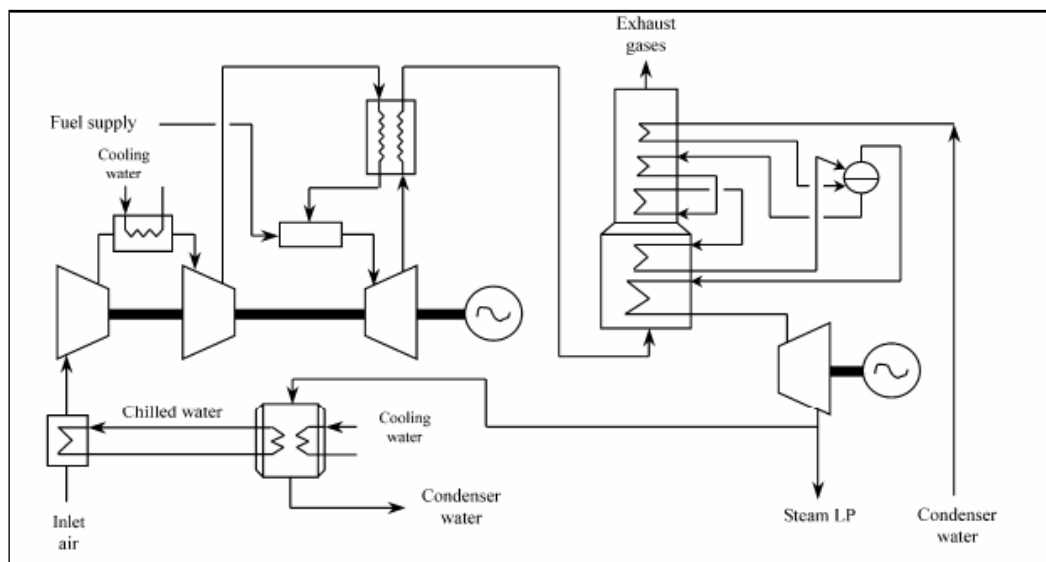 Exhaust
gases
Fuel supply
Cooling
water
Chilled water
Cooling
water
Condenser
water
Inlet
air
Steam LP
Condenser
water